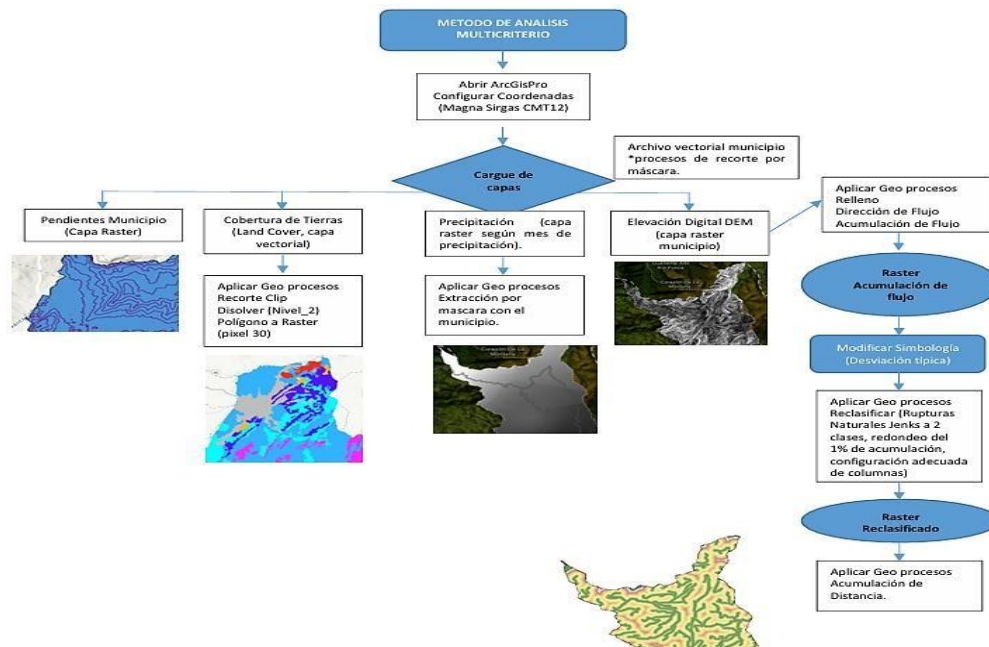 METODO DE ANALISIS
MULTICRITERIO
Abrir ArcGisPro
Configurar Coordenadas
(Magna Sirgas CMT12)
Cargue de
capas
Archivo vectorial municipio
*procesos de recorte por
máscara.
Pendientes Municipio
(Capa Raster)
Cobertura de Tierras
(Land Cover, capa
vectorial)
Aplicar Geo procesos
Recorte Clip
Disolver (Nivel_2)
Polígono a Raster
(pixel 30)
Precipitación (capa
raster según mes de
precipitación).
Aplicar Geo procesos
Extracción por
mascara con el
municipio.
Elevación Digital DEM
(capa raster
municipio)
Aplicar Geo procesos
Relleno
Dirección de Flujo
Acumulación de Flujo
Raster
Acumulación de
flujo
Modificar Simbología
(Desviación típica)
Aplicar Geo procesos
Reclasificar (Rupturas
Naturales Jenks a 2
clases, redondeo del
1% de acumulación,
configuración adecuada
de columnas)
Raster
Reclasificado
Aplicar Geo procesos
Acumulación de
Distancia.